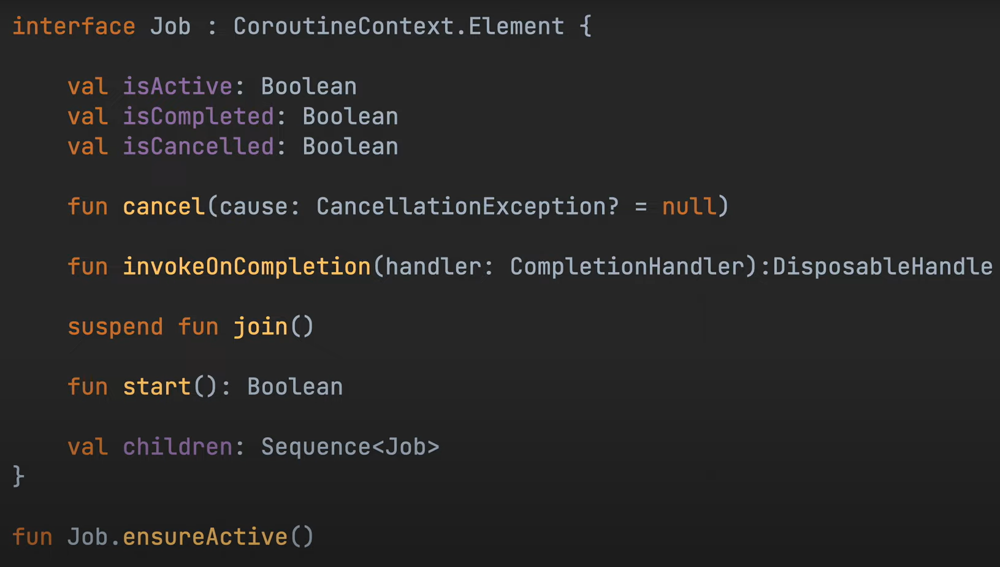 interface Job : CoroutineContext.Element {
val isActive: Boolean
val isCompleted: Boolean
val isCancelled: Boolean
fun cancel(cause: CancellationException? = null)
fun invokeOnCompletion(handler: CompletionHandler):DisposableHandle
suspend fun join()
fun start(): Boolean
val children: Sequence<Job>
}
fun Job.ensureActive()